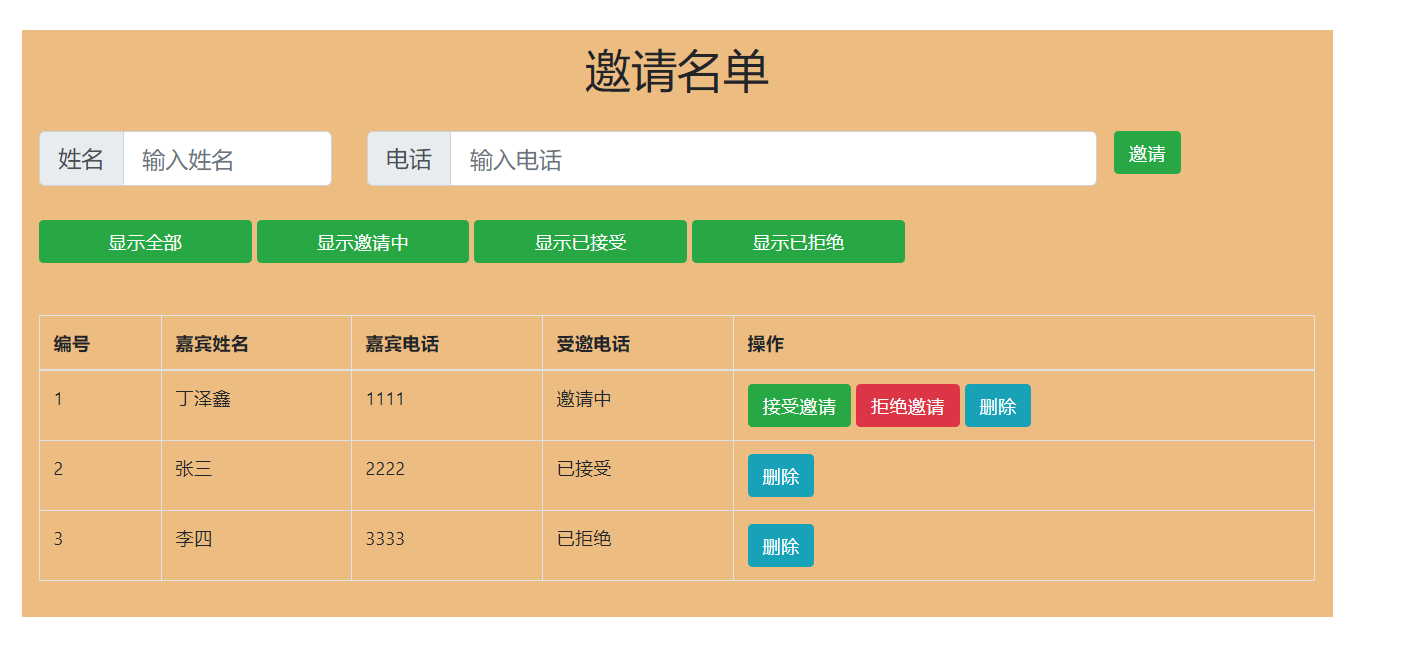 邀请名单
姓名 输入姓名 电话 输入电话 邀请
显示全部 显示邀请中 显示已接受 显示已拒绝
编号 嘉宾姓名 嘉宾电话 受邀电话 操作
1 丁泽鑫 1111 邀请中 接受邀请 拒绝邀请 删除
2 张三 2222 已接受 删除
3 李四 3333 已拒绝 删除